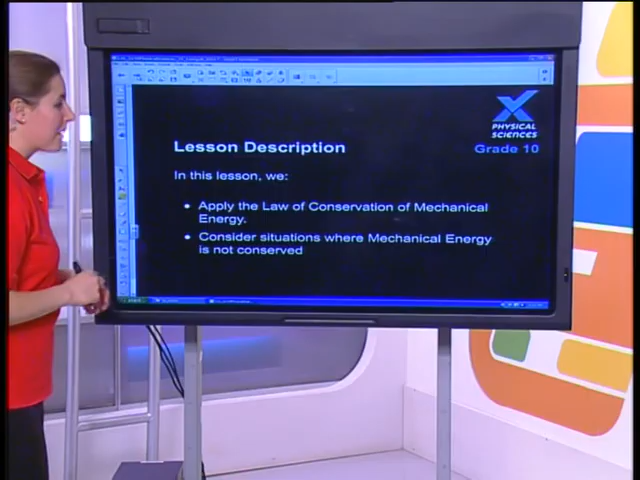 X
PHYSICAL
SCIENCES
Grade 10
Lesson Description
In this lesson, we:
• Apply the Law of Conservation of Mechanical
Energy.
• Consider situations where Mechanical Energy
is not conserved